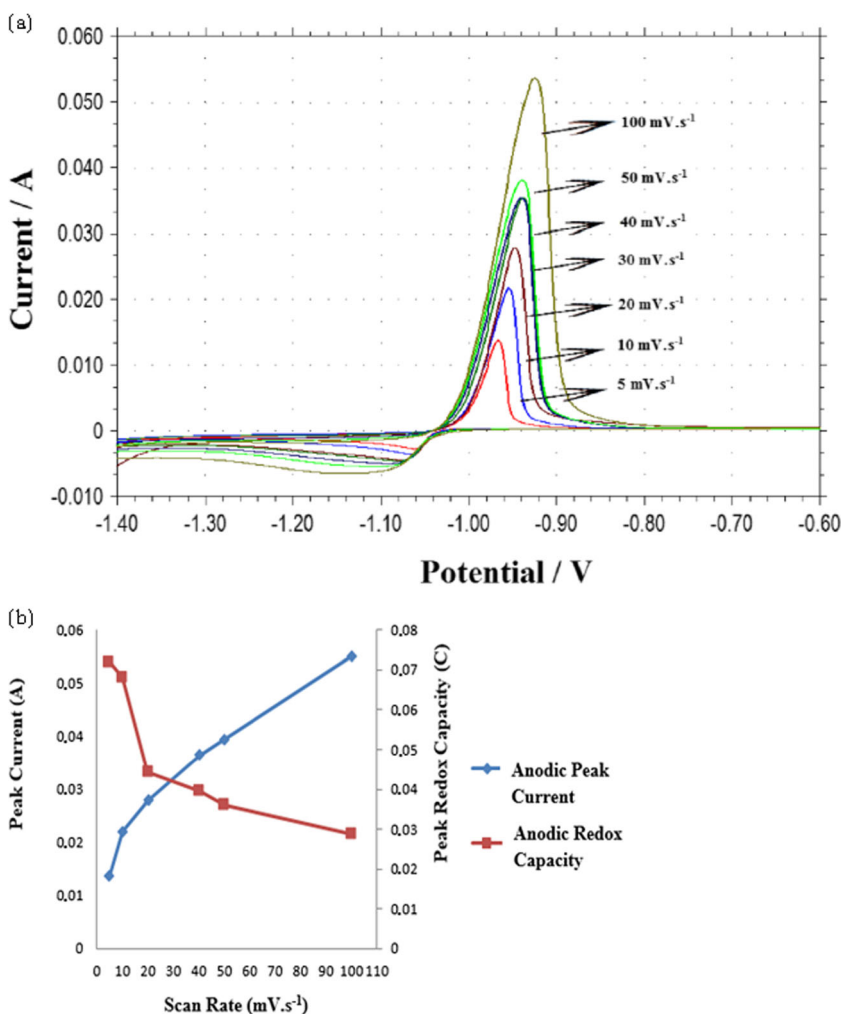 (a)
0.060
0.050
0.040
0.030
0.020
0.010
0
-0.010
Current / A
100 mV.s⁻¹
50 mV.s⁻¹
40 mV.s⁻¹
30 mV.s⁻¹
20 mV.s⁻¹
10 mV.s⁻¹
5 mV.s⁻¹
-1.40 -1.30 -1.20 -1.10 -1.00 -0.90 -0.80 -0.70 -0.60
Potential / V
(b)
0.06
0.05
0.04
0.03
0.02
0.01
0
Peak Current (A)
0.08
0.07
0.06
0.05
0.04
0.03
0.02
0.01
0
Peak Redox Capacity (C)
0 10 20 30 40 50 60 70 80 90 100 110
Scan Rate (mV.s⁻¹)
Anodic Peak
Current
Anodic Redox
Capacity